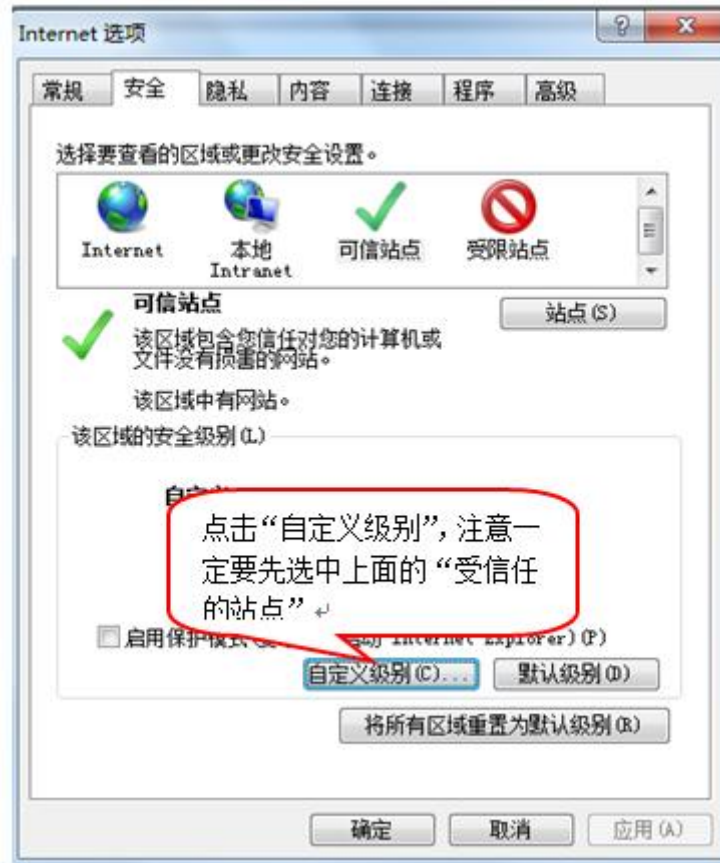 Internet 选项
常规 安全 隐私 内容 连接 程序 高级
选择要查看的区域或更改安全设置。
Internet
本地
Intranet
可信站点
受限站点
可信站点
站点(S)
该区域包含您信任对您的计算机或
文件没有损害的网站。
该区域中有网站。
该区域的安全级别(L)
点击“自定义级别”，注意一
定要先选中上面的“受信任
的站点”
启用保护模式
Internet Explorer)(P)
自定义级别(C)...
默认级别(D)
将所有区域重置为默认级别(R)
确定 取消 应用(A)